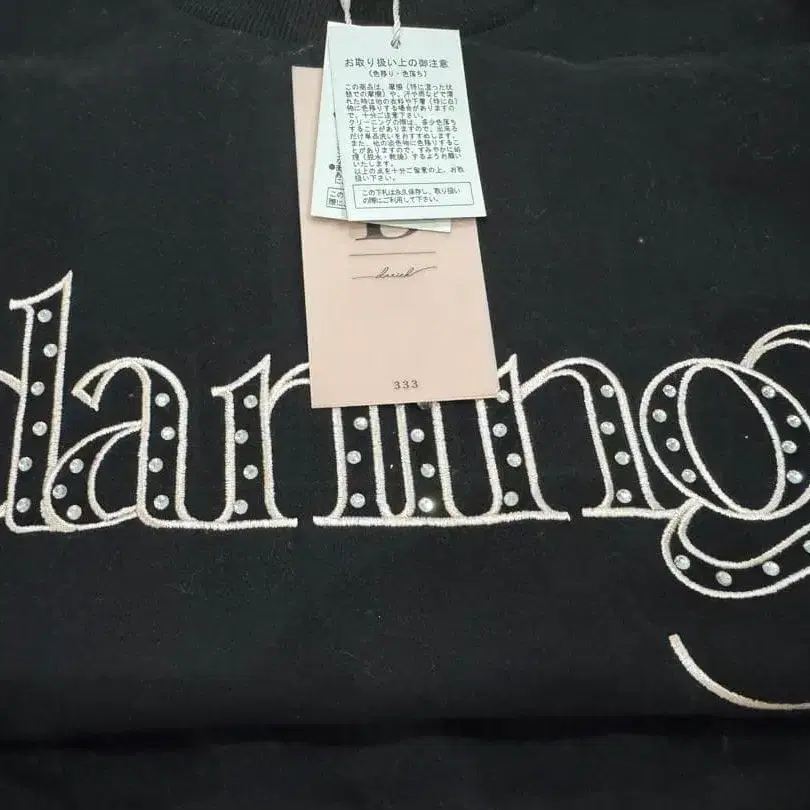 お取り扱い上の御注意
(色移り・色落ち)
この商品は、摩擦(特に湿った状
態での摩擦)や、汗や雨などで濡
れた時は他の衣料や下着(特に白)
他に色移りする場合がありますの
で、十分ご注意下さい。
クリーニングの際は、多少色落ち
することがありますので、出来る
だけ単品洗いをおすすめします。
また、他の淡色物に色移りするこ
とがありますので、すみやかに処
理(脱水・乾燥)するようお願い
いたします。
以上の点を十分ご留意の上、お取
扱い下さい。
この下札は永久保存し、取り扱い
の際にご利用して下さい。
D
darich
333
darling